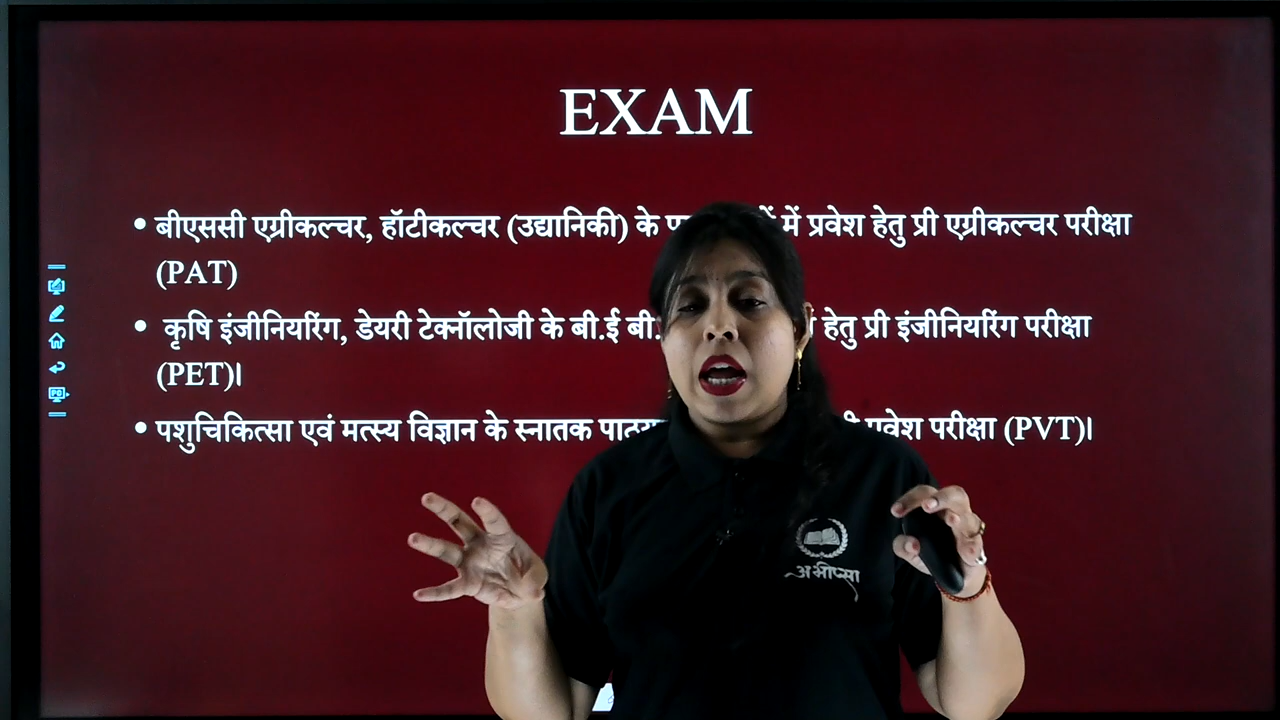 EXAM
• बीएससी एग्रीकल्चर, हॉर्टीकल्चर (उद्यानिकी) के में प्रवेश हेतु प्री एग्रीकल्चर परीक्षा
(PAT)
• कृषि इंजीनियरिंग, डेयरी टेक्नॉलोजी के बी.ई हेतु प्री इंजीनियरिंग परीक्षा
(PET)।
• पशुचिकित्सा एवं मत्स्य विज्ञान के स्नातक प्रवेश परीक्षा (PVT)।
अभीप्सा